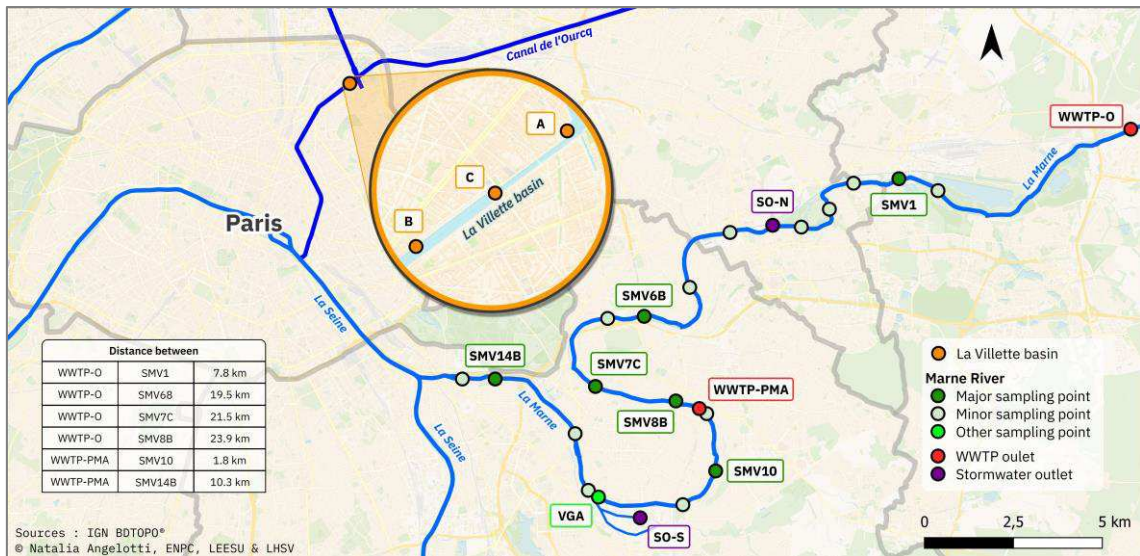 Canal de l'Ourcq
WWTP-O
A
La Marne
C
SO-N
SMV1
La Villette basin
B
Paris
SMV6B
La Seine
SMV14B
SMV7C
WWTP-PMA
La Marne
SMV8B
La Seine
SMV10
VGA
SO-S
Distance between
WWTP-O SMV1 7.8 km
WWTP-O SMV68 19.5 km
WWTP-O SMV7C 21.5 km
WWTP-O SMV8B 23.9 km
WWTP-PMA SMV10 1.8 km
WWTP-PMA SMV14B 10.3 km
La Villette basin
Marne River
Major sampling point
Minor sampling point
Other sampling point
WWTP oulet
Stormwater outlet
0 2,5 5 km
Sources : IGN BDTOPO®
© Natalia Angelotti, ENPC, LEESU & LHSV